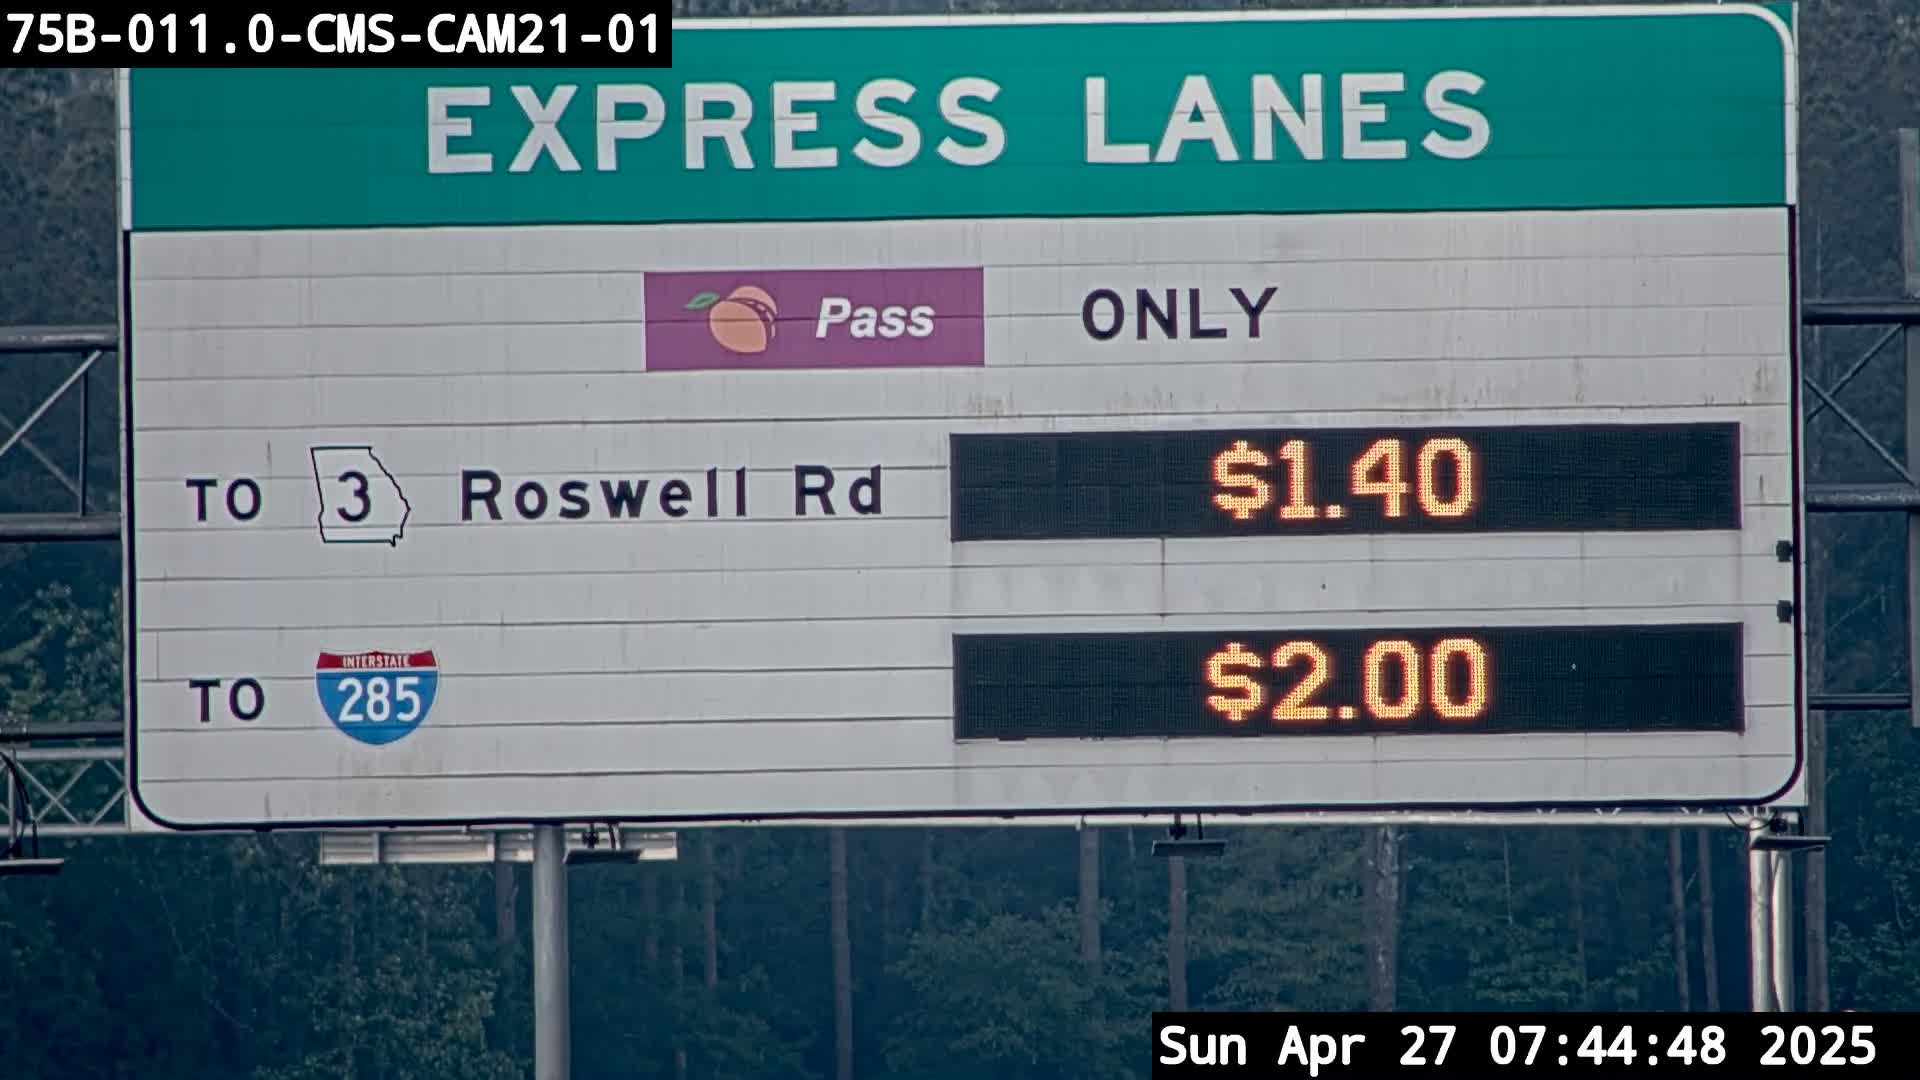 75B-011.0-CMS-CAM21-01
EXPRESS LANES
Pass ONLY
TO 3 Roswell Rd $1.40
INTERSTATE
TO 285 $2.00
Sun Apr 27 07:44:48 2025